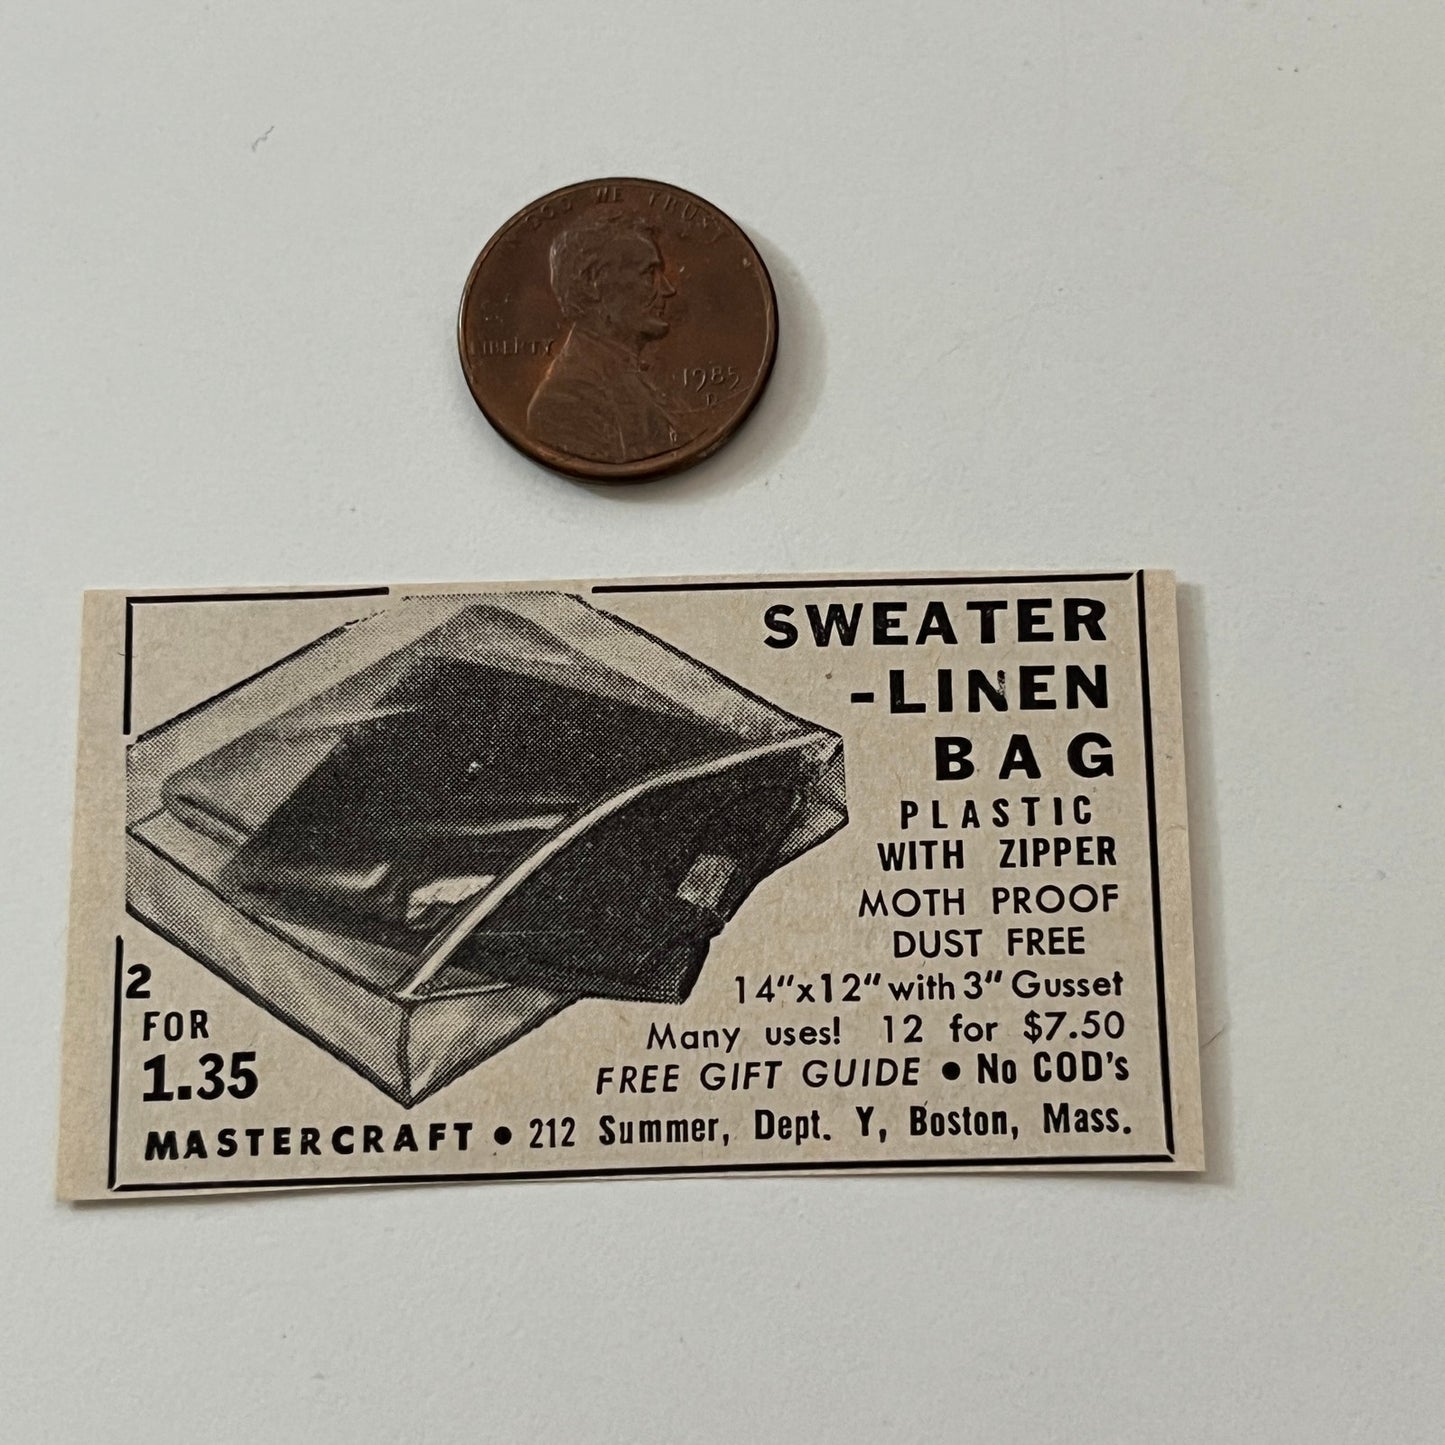 IN GOD WE TRUST
LIBERTY
1985
D
SWEATER
-LINEN
BAG
PLASTIC
WITH ZIPPER
MOTH PROOF
DUST FREE
14"x12" with 3" Gusset
Many uses! 12 for $7.50
FREE GIFT GUIDE • No COD's
2
FOR
1.35
MASTERCRAFT • 212 Summer, Dept. Y, Boston, Mass.